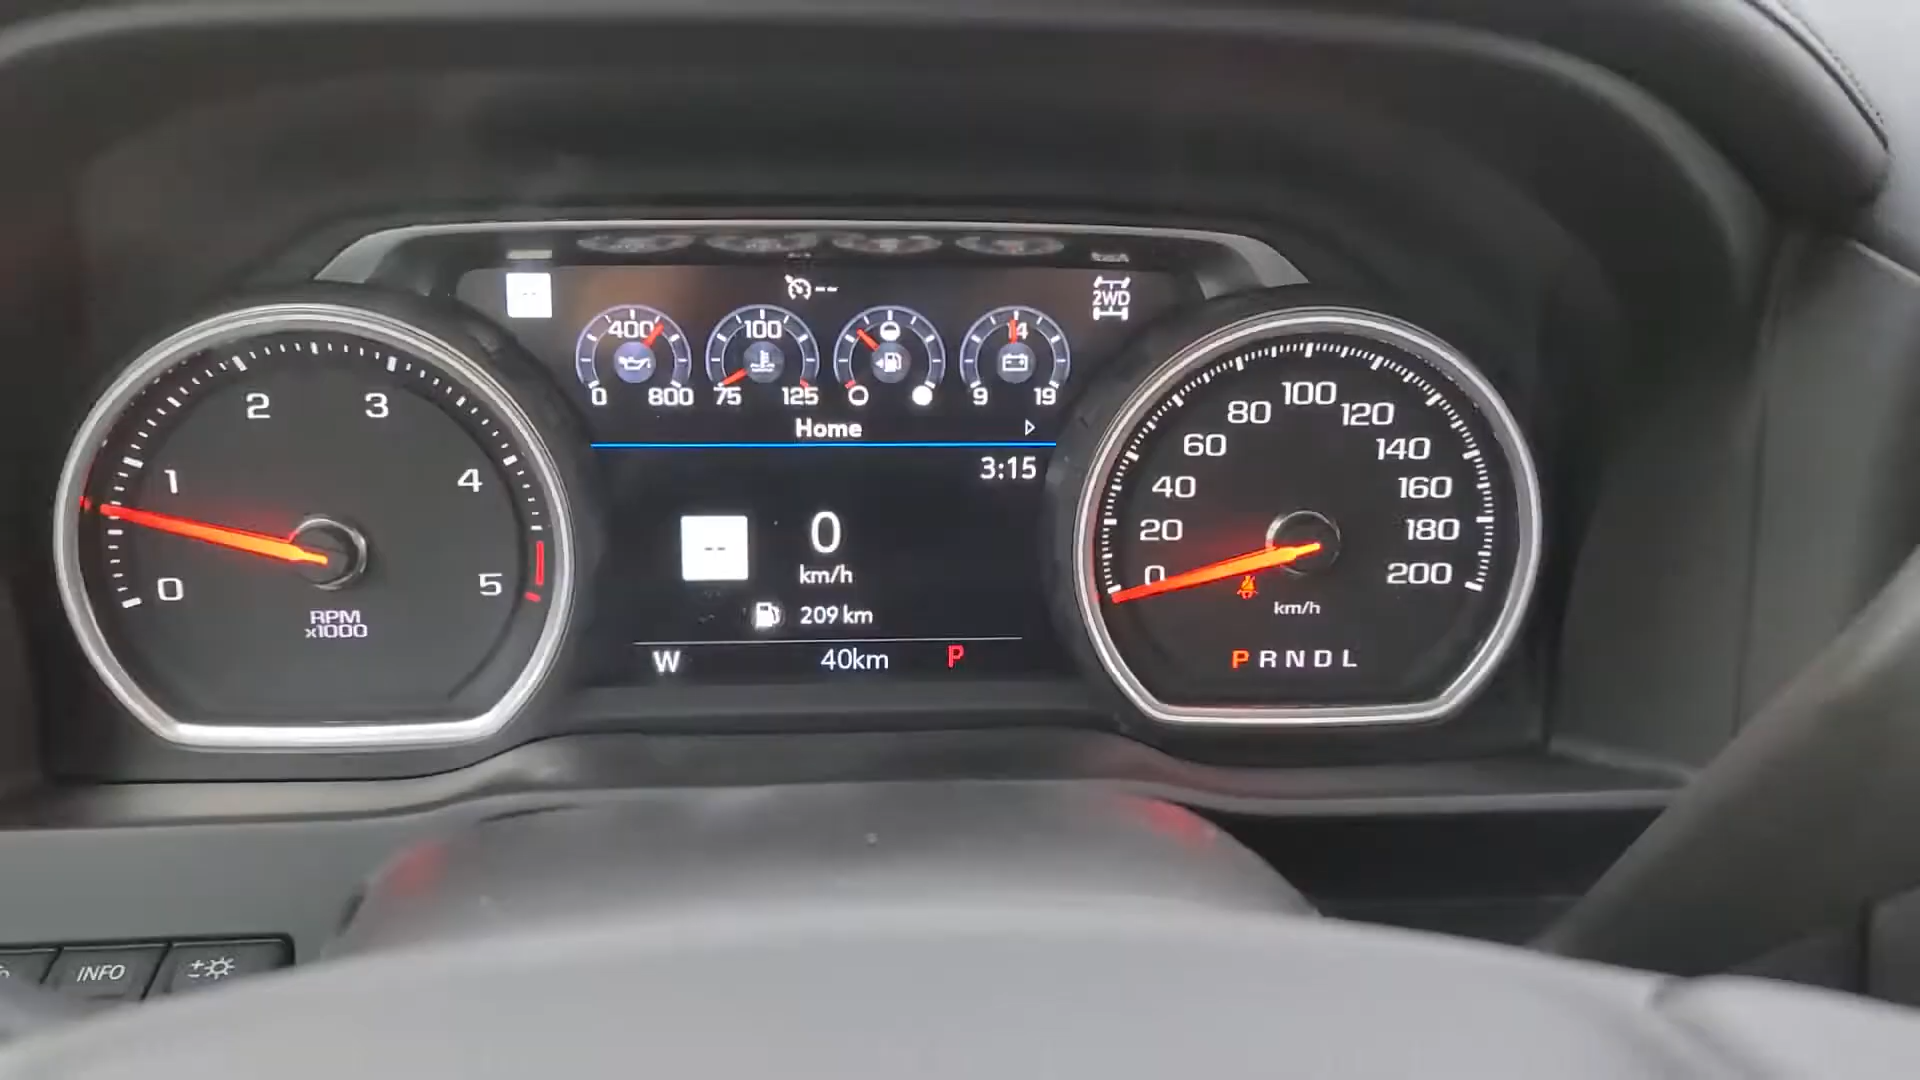 --
--
2WD
400
0 800
100
75 125
14
9 19
Home
3:15
--
0
km/h
209 km
W 40km P
0
1
2
3
4
5
RPM
x1000
0
20
40
60
80
100
120
140
160
180
200
km/h
P R N D L
INFO